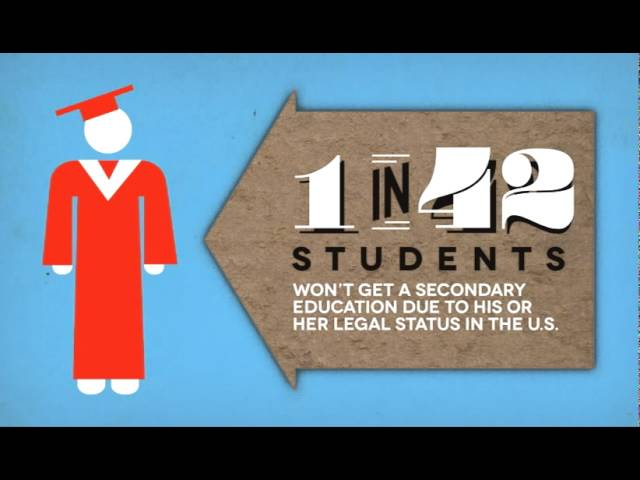 1 IN 42
STUDENTS
WON'T GET A SECONDARY
EDUCATION DUE TO HIS OR
HER LEGAL STATUS IN THE U.S.